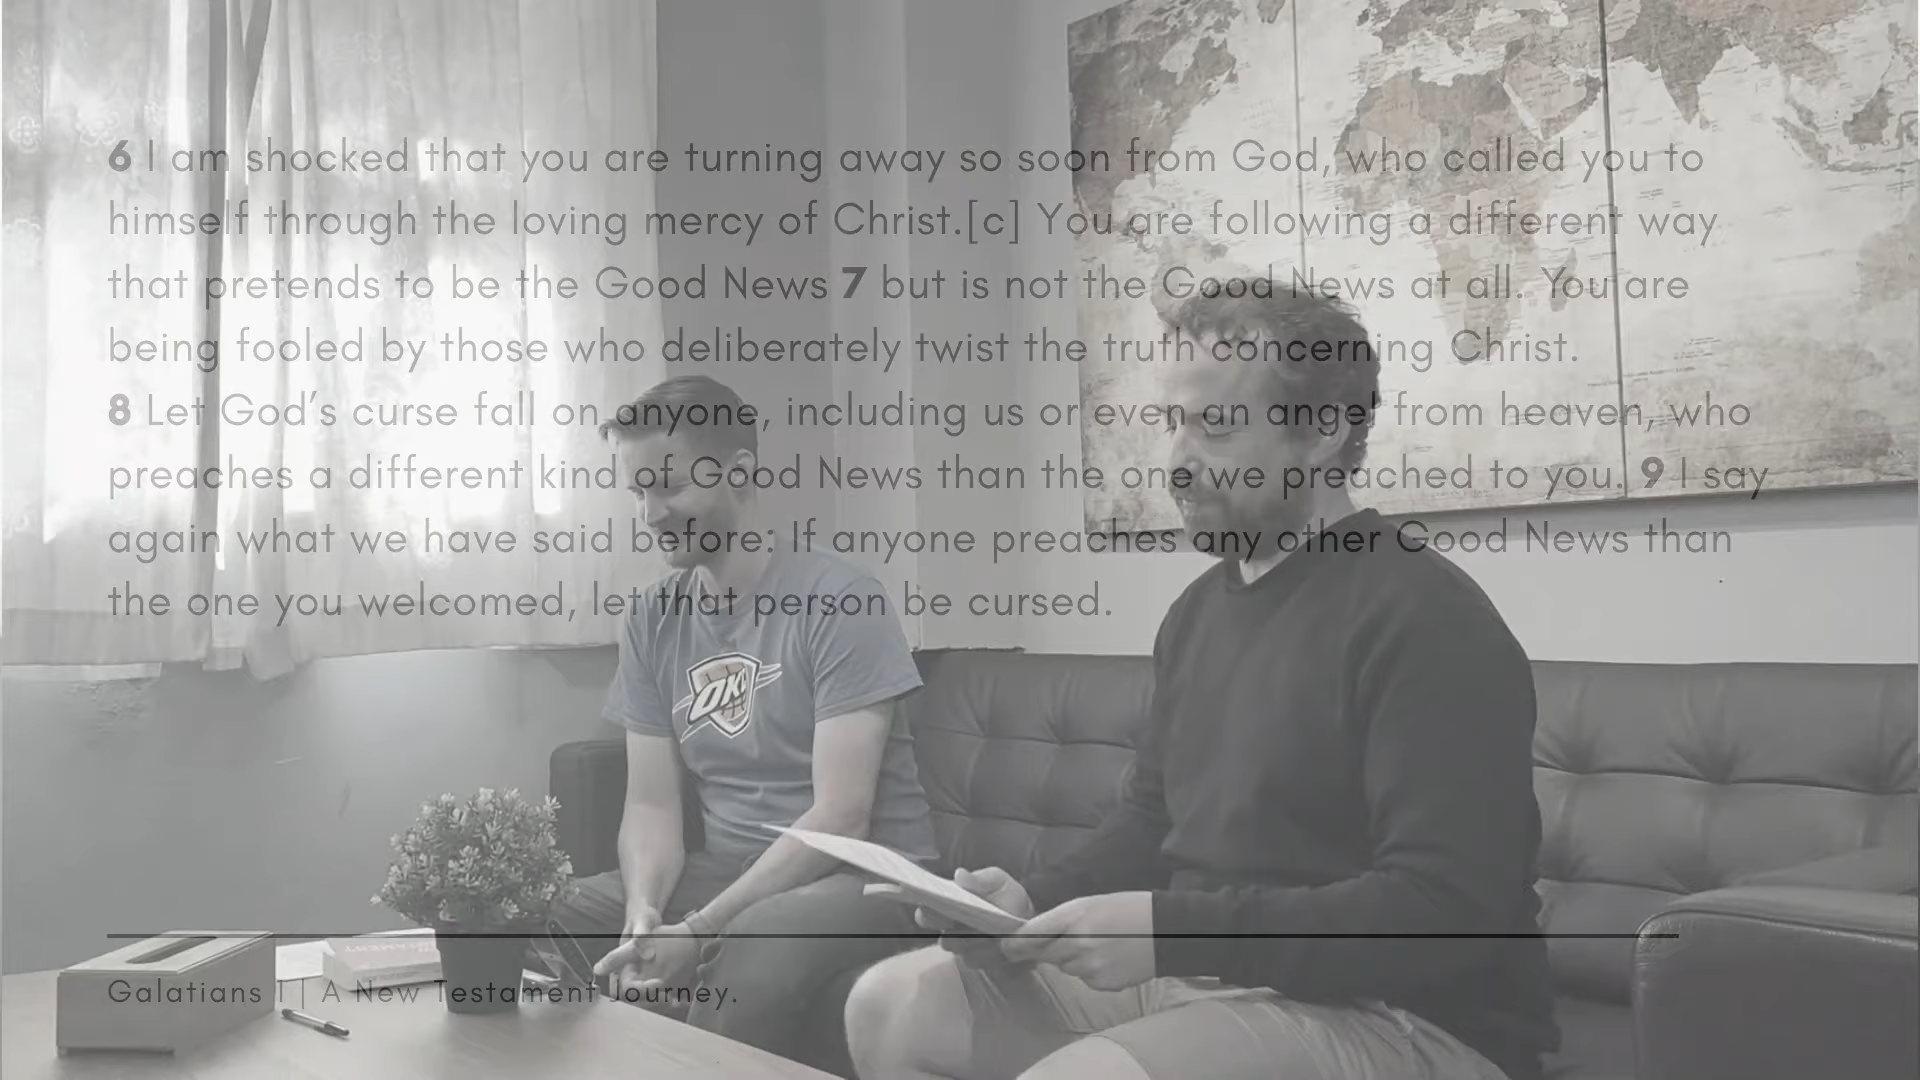 6 I am shocked that you are turning away so soon from God, who called you to
himself through the loving mercy of Christ.[c] You are following a different way
that pretends to be the Good News 7 but is not the Good News at all. You are
being fooled by those who deliberately twist the truth concerning Christ.
8 Let God’s curse fall on anyone, including us or even an angel from heaven, who
preaches a different kind of Good News than the one we preached to you. 9 I say
again what we have said before: If anyone preaches any other Good News than
the one you welcomed, let that person be cursed.
OKC
Galatians 1 | A New Testament Journey.